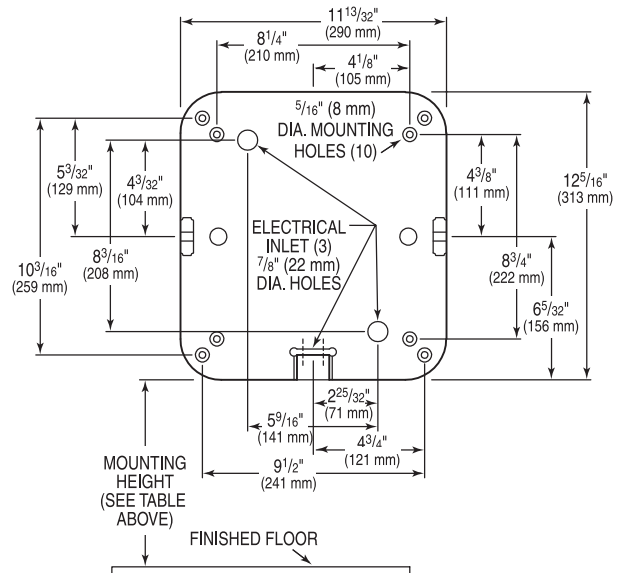 11 13/32"
(290 mm)
8 1/4"
(210 mm)
4 1/8"
(105 mm)
5/16" (8 mm)
DIA. MOUNTING
HOLES (10)
5 3/32"
(129 mm)
4 3/32"
(104 mm)
4 3/8"
(111 mm)
12 5/16"
(313 mm)
ELECTRICAL
INLET (3)
7/8" (22 mm)
DIA. HOLES
10 3/16"
(259 mm)
8 3/16"
(208 mm)
8 3/4"
(222 mm)
6 5/32"
(156 mm)
2 25/32"
(71 mm)
5 9/16"
(141 mm)
4 3/4"
(121 mm)
9 1/2"
(241 mm)
MOUNTING
HEIGHT
(SEE TABLE
ABOVE)
FINISHED FLOOR